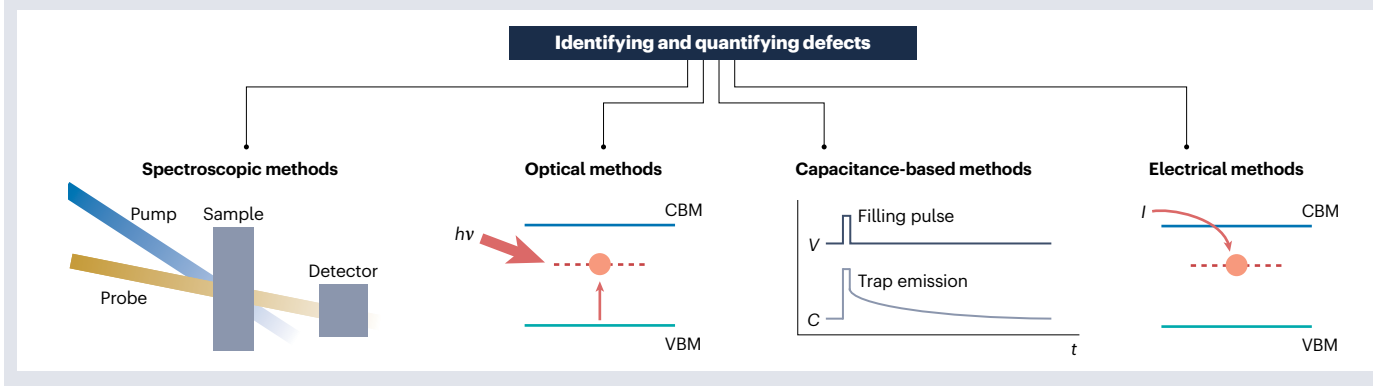 Identifying and quantifying defects
Spectroscopic methods
Pump
Sample
Probe
Detector
Optical methods
hν
CBM
VBM
Capacitance-based methods
V
Filling pulse
Trap emission
C
t
Electrical methods
I
CBM
VBM